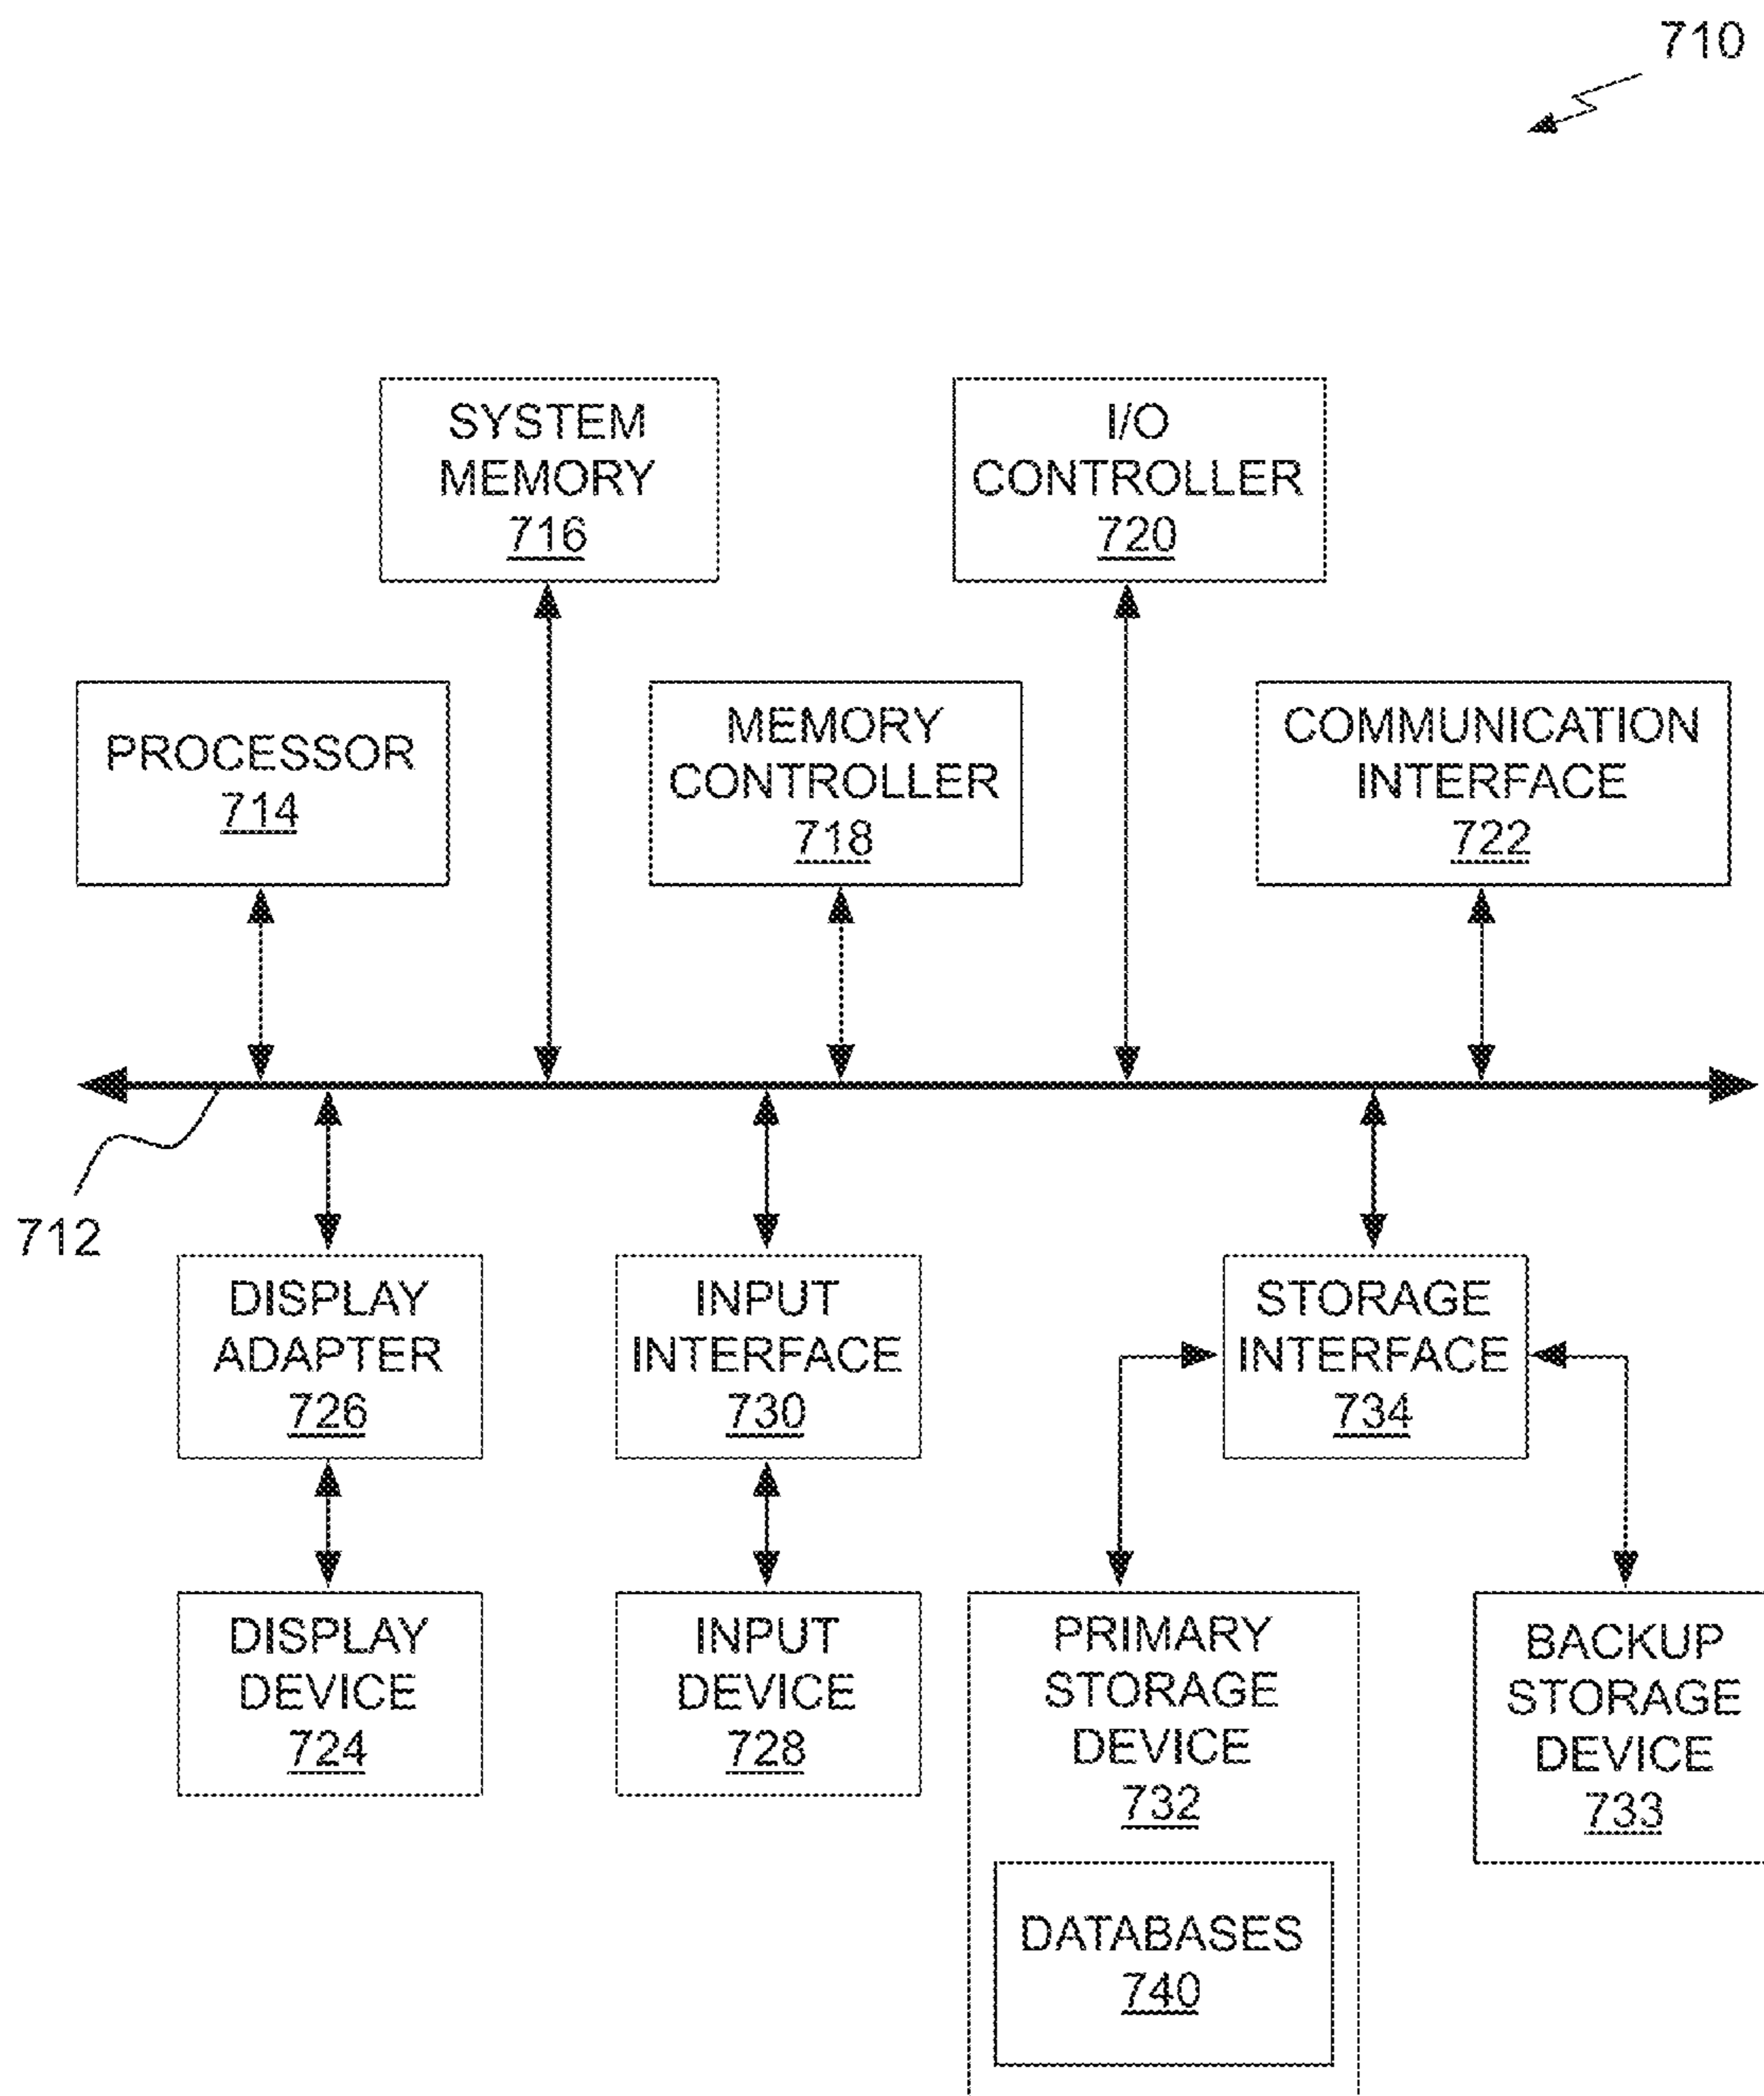 710
SYSTEM
MEMORY
716
I/O
CONTROLLER
720
PROCESSOR
714
MEMORY
CONTROLLER
718
COMMUNICATION
INTERFACE
722
712
DISPLAY
ADAPTER
726
INPUT
INTERFACE
730
STORAGE
INTERFACE
734
DISPLAY
DEVICE
724
INPUT
DEVICE
728
PRIMARY
STORAGE
DEVICE
732
BACKUP
STORAGE
DEVICE
733
DATABASES
740